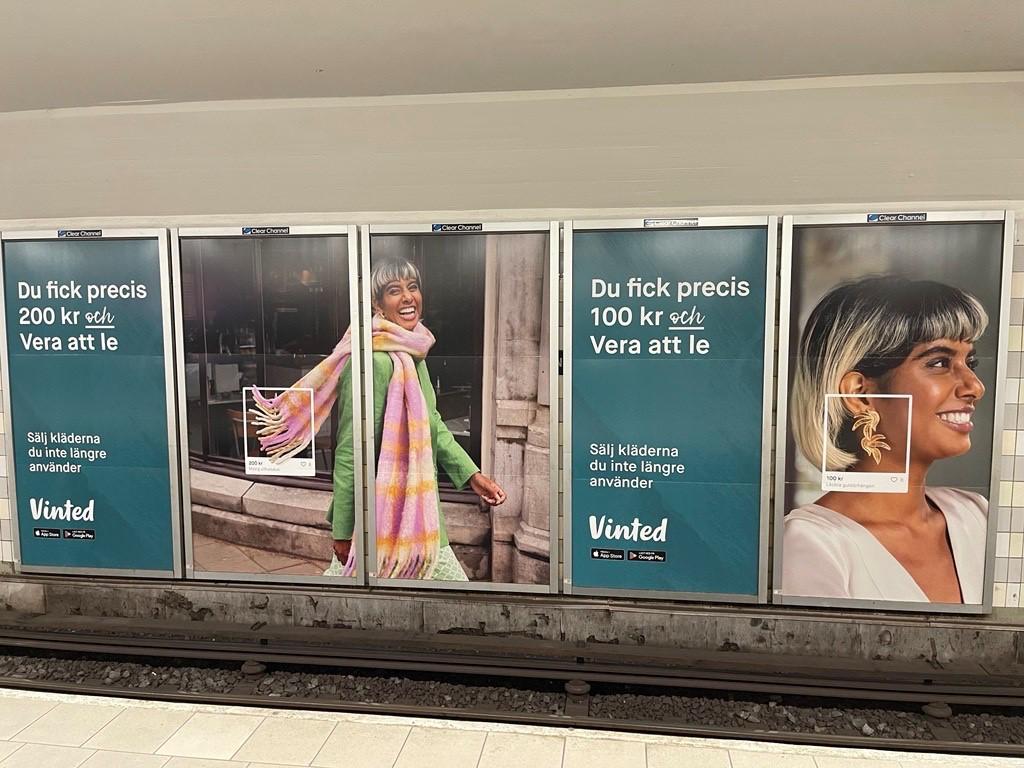 Clear Channel
Du fick precis
200 kr och
Vera att le
Sälj kläderna
du inte längre
använder
Vinted
App Store
Google Play
Clear Channel
200 kr
Clear Channel
Du fick precis
100 kr och
Vera att le
Sälj kläderna
du inte längre
använder
Vinted
App Store
Google Play
Clear Channel
100 kr